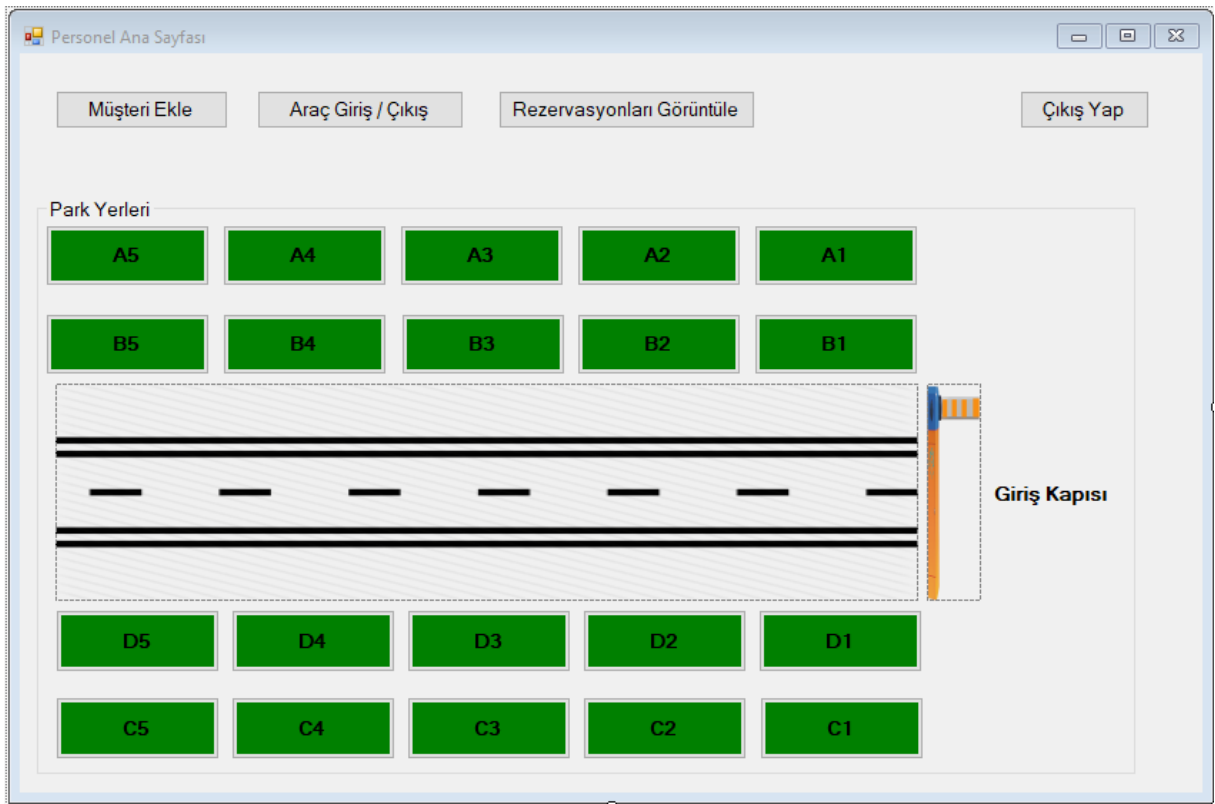 Personel Ana Sayfası
Müşteri Ekle Araç Giriş / Çıkış Rezervasyonları Görüntüle Çıkış Yap
Park Yerleri
A5 A4 A3 A2 A1
B5 B4 B3 B2 B1
Giriş Kapısı
D5 D4 D3 D2 D1
C5 C4 C3 C2 C1